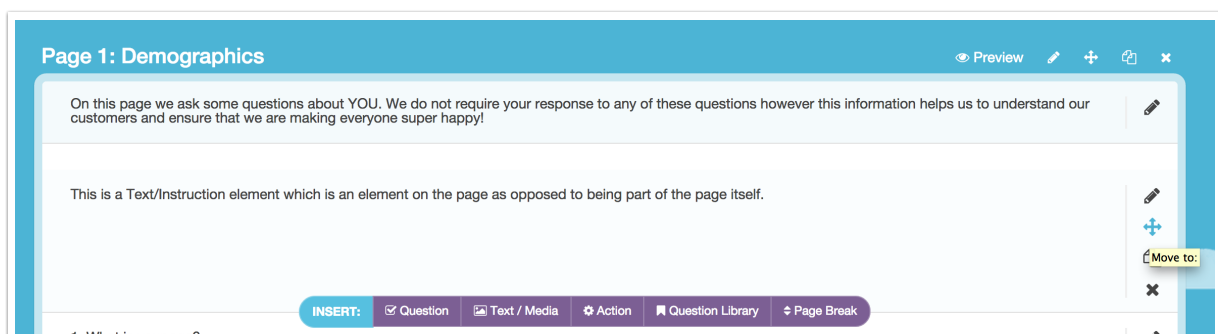 Page 1: Demographics
Preview
On this page we ask some questions about YOU. We do not require your response to any of these questions however this information helps us to understand our
customers and ensure that we are making everyone super happy!
This is a Text/Instruction element which is an element on the page as opposed to being part of the page itself.
Move to:
INSERT: Question Text / Media Action Question Library Page Break